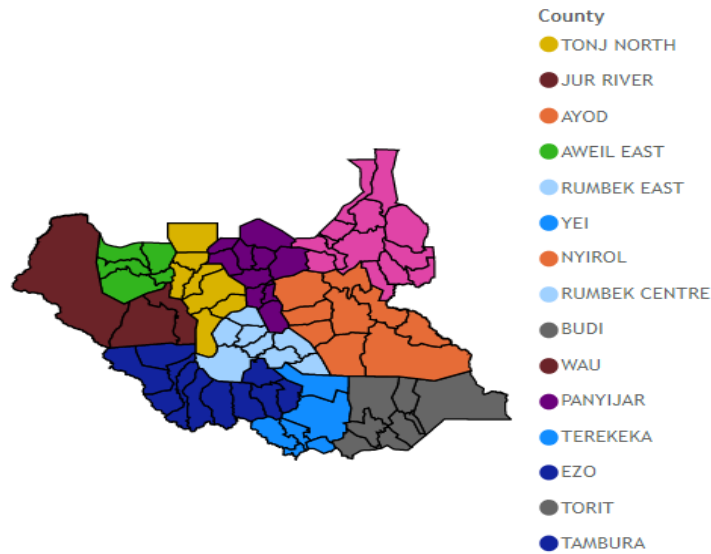 County
TONJ NORTH
JUR RIVER
AYOD
AWEIL EAST
RUMBEK EAST
YEI
NYIROL
RUMBEK CENTRE
BUDI
WAU
PANYIJAR
TEREKEKA
EZO
TORIT
TAMBURA